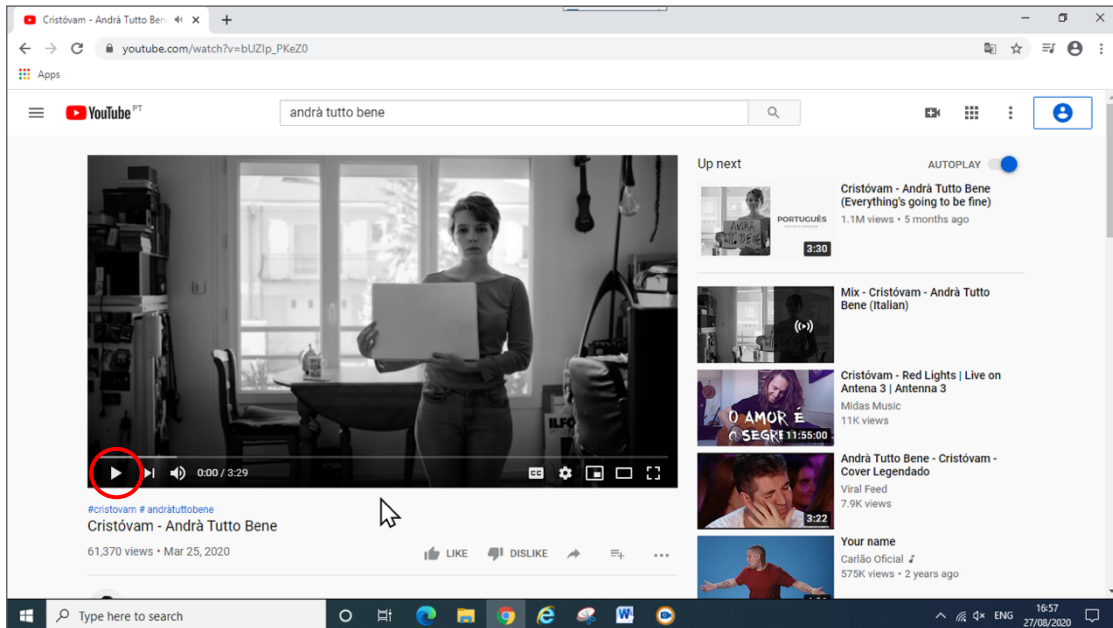 Cristóvam - Andrà Tutto Ben
youtube.com/watch?v=bUZIp_PKeZ0
Apps
YouTube PT
andrà tutto bene
0:00 / 3:29
CC
#cristovam # andràtuttobene
Cristóvam - Andrà Tutto Bene
61,370 views • Mar 25, 2020
LIKE DISLIKE
Up next AUTOPLAY
PORTUGUÊS
3:30
Cristóvam - Andrà Tutto Bene
(Everything's going to be fine)
1.1M views • 5 months ago
Mix - Cristóvam - Andrà Tutto
Bene (Italian)
O AMOR É
O SEGRE
11:55:00
Cristóvam - Red Lights | Live on
Antena 3 | Antenna 3
Midas Music
11K views
3:22
Andrà Tutto Bene - Cristóvam -
Cover Legendado
Viral Feed
7.9K views
Your name
Carlão Oficial
575K views • 2 years ago
Type here to search
ENG
16:57
27/08/2020